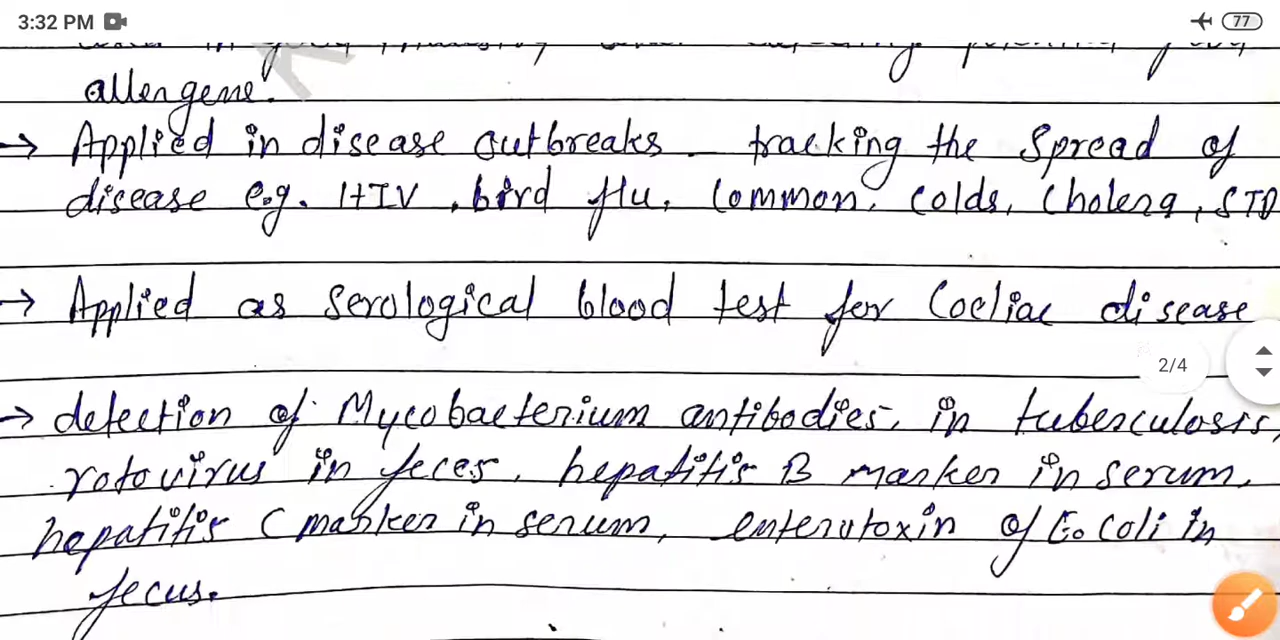 3:32 PM
77
allergene.
→ Applied in disease outbreaks - tracking the Spread of
disease e.g. HIV, bird flu, Common, Colds, Cholera, STD
→ Applied as Serological blood test for Coeliac disease
2/4
→ detection of Mycobacterium antibodies, in tuberculosis,
rotovirus in feces, hepatitis B marker in serum,
hepatitis C marker in serum, enterotoxin of E. Coli in
fecus.